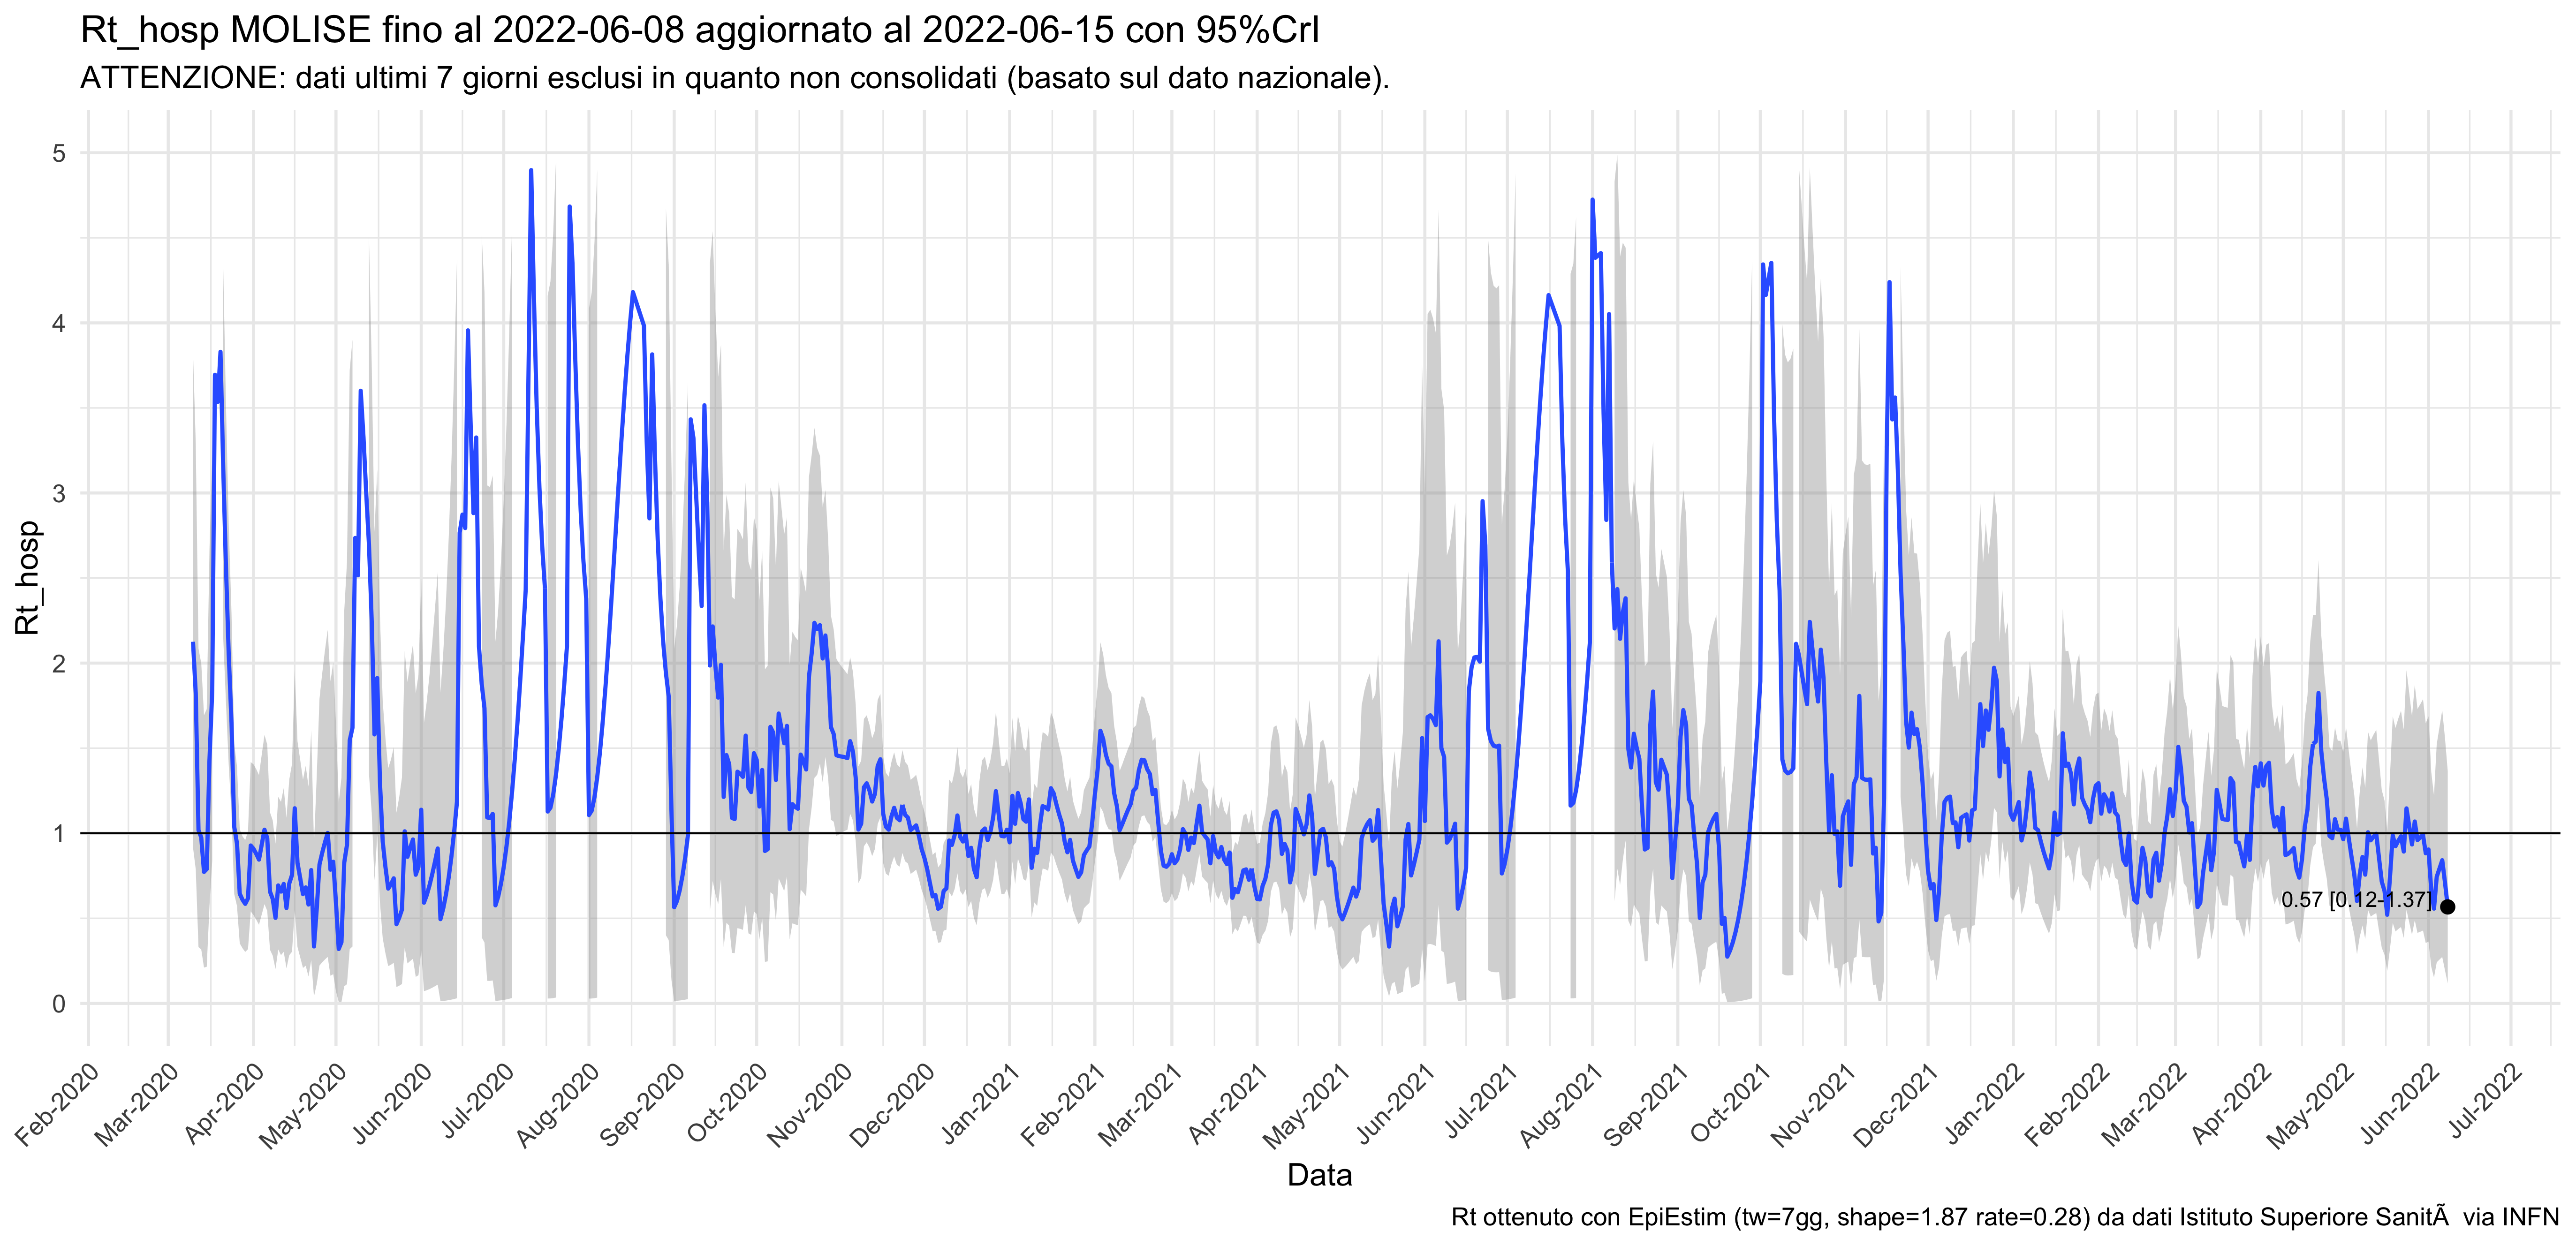 Rt_hosp MOLISE fino al 2022-06-08 aggiornato al 2022-06-15 con 95%CrI
ATTENZIONE: dati ultimi 7 giorni esclusi in quanto non consolidati (basato sul dato nazionale).
Rt_hosp
5
4
3
2
1
0
0.57 [0.12-1.37]
Feb-2020
Mar-2020
Apr-2020
May-2020
Jun-2020
Jul-2020
Aug-2020
Sep-2020
Oct-2020
Nov-2020
Dec-2020
Jan-2021
Feb-2021
Mar-2021
Apr-2021
May-2021
Jun-2021
Jul-2021
Aug-2021
Sep-2021
Oct-2021
Nov-2021
Dec-2021
Jan-2022
Feb-2022
Mar-2022
Apr-2022
May-2022
Jun-2022
Jul-2022
Data
Rt ottenuto con EpiEstim (tw=7gg, shape=1.87 rate=0.28) da dati Istituto Superiore SanitÃ  via INFN